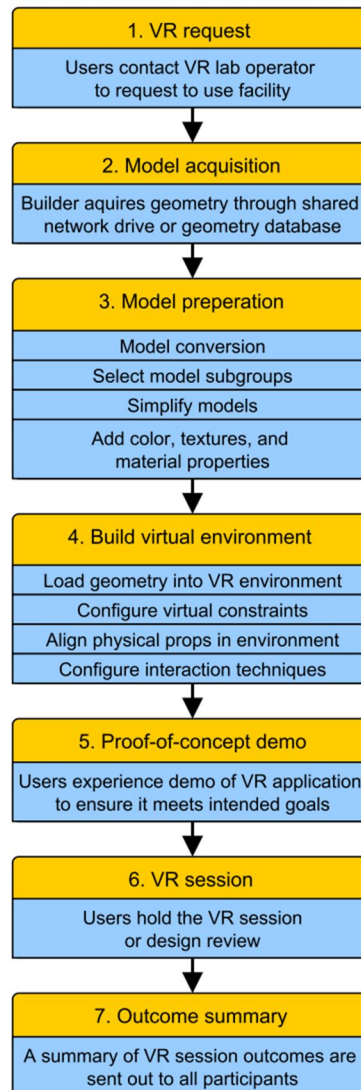 1. VR request
Users contact VR lab operator
to request to use facility
2. Model acquisition
Builder aquires geometry through shared
network drive or geometry database
3. Model preperation
Model conversion
Select model subgroups
Simplify models
Add color, textures, and
material properties
4. Build virtual environment
Load geometry into VR environment
Configure virtual constraints
Align physical props in environment
Configure interaction techniques
5. Proof-of-concept demo
Users experience demo of VR application
to ensure it meets intended goals
6. VR session
Users hold the VR session
or design review
7. Outcome summary
A summary of VR session outcomes are
sent out to all participants